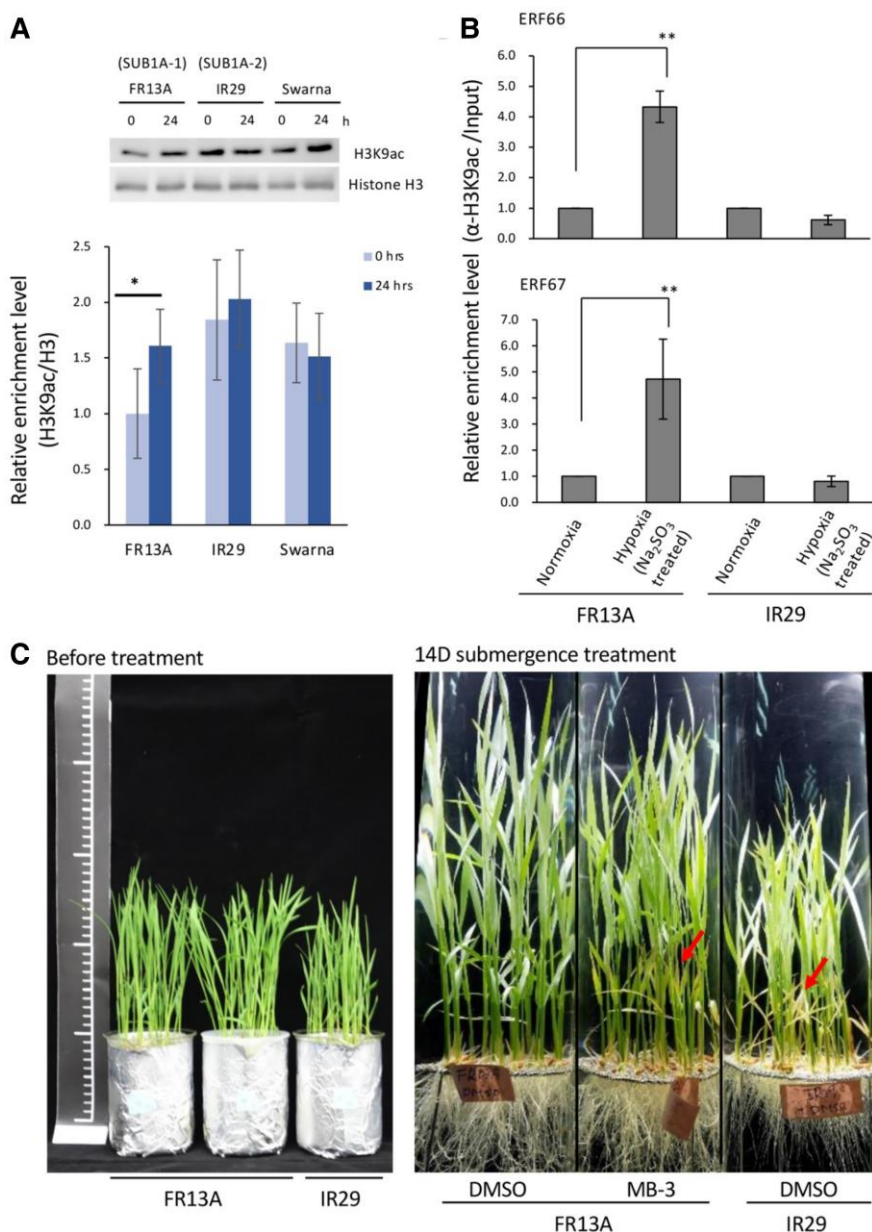 A
(SUB1A-1) (SUB1A-2)
FR13A IR29 Swarna
0 24 0 24 0 24 h
H3K9ac
Histone H3
Relative enrichment level
(H3K9ac/H3)
2.5
2.0
1.5
1.0
0.5
0.0
*
0 hrs
24 hrs
FR13A IR29 Swarna
B
ERF66
**
6.0
5.0
4.0
3.0
2.0
1.0
0.0
ERF67
**
7.0
6.0
5.0
4.0
3.0
2.0
1.0
0.0
Relative enrichment level (α-H3K9ac /Input)
Normoxia
Hypoxia
(Na₂SO₃
treated)
Normoxia
Hypoxia
(Na₂SO₃
treated)
FR13A IR29
C
Before treatment
14D submergence treatment
FR13A IR29
DMSO
DMSO
DMSO MB-3 DMSO
FR13A IR29